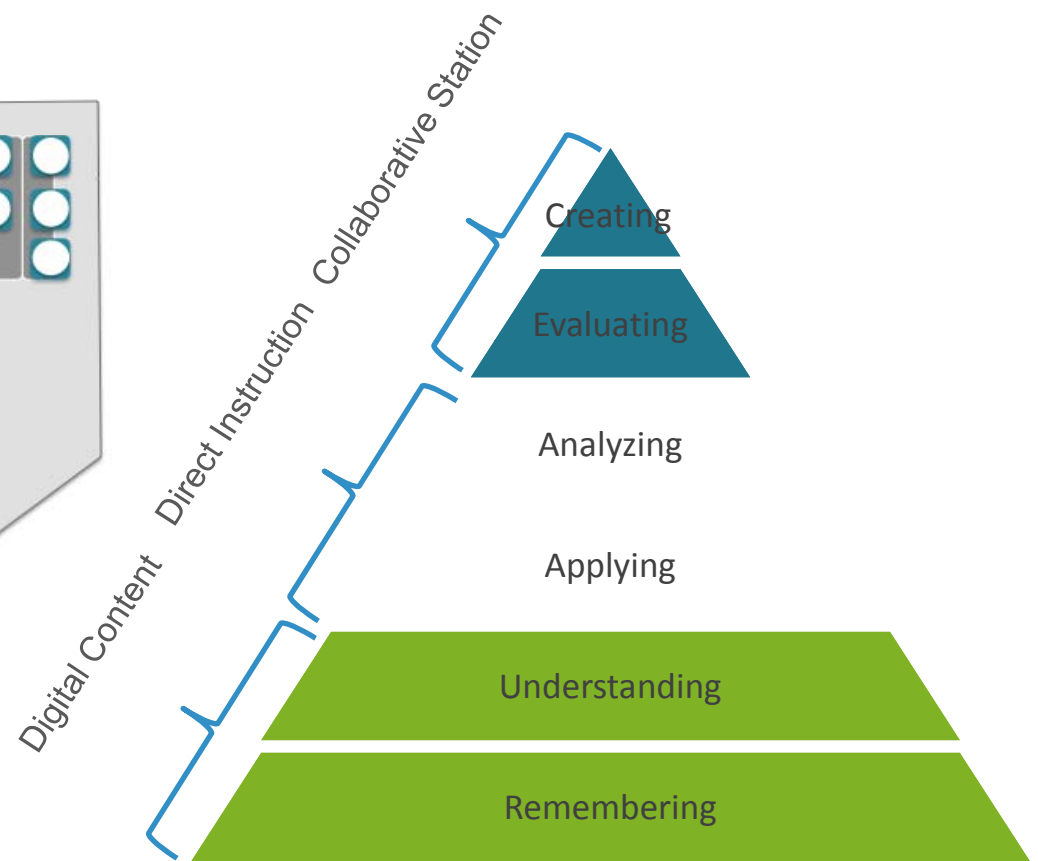 Collaborative Station
Direct Instruction
Digital Content
Creating
Evaluating
Analyzing
Applying
Understanding
Remembering